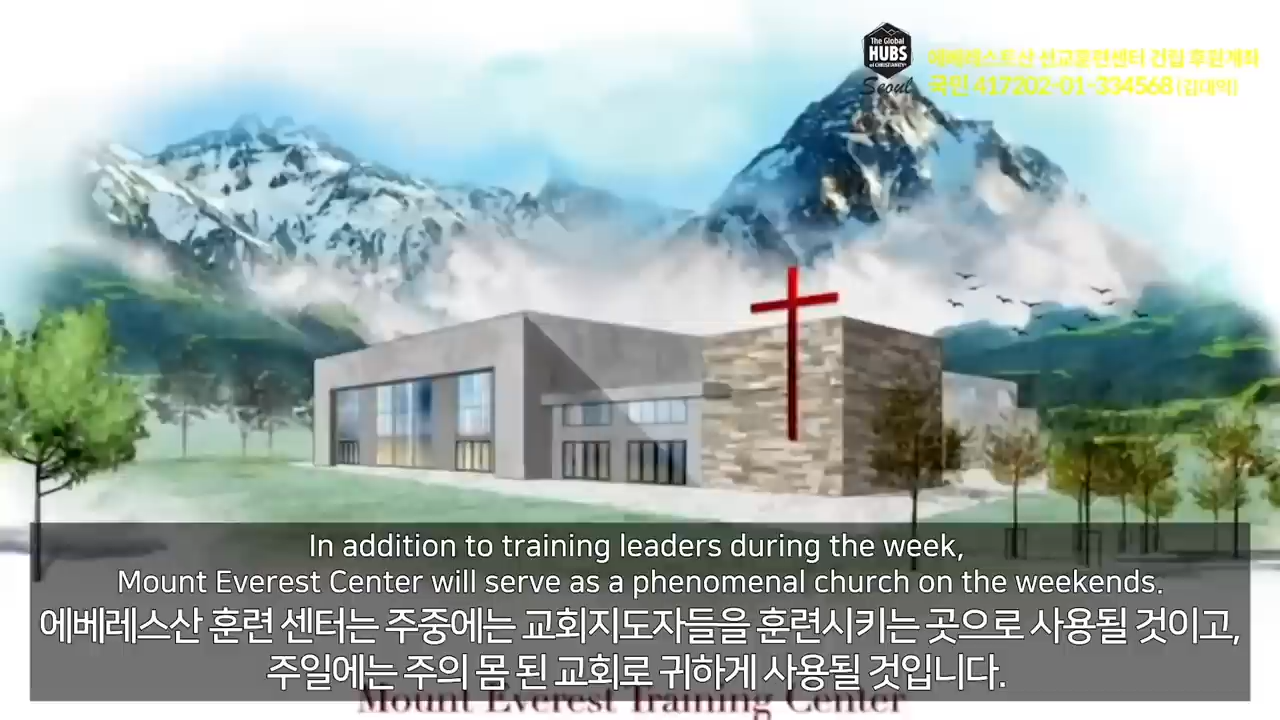 The Global
HUBS
of CHRISTIANITY
Seoul
에베레스트산 선교훈련센터 건립 후원계좌
국민 417202-01-334568 (김대역)
In addition to training leaders during the week,
Mount Everest Center will serve as a phenomenal church on the weekends.
에베레스산 훈련 센터는 주중에는 교회지도자들을 훈련시키는 곳으로 사용될 것이고,
주일에는 주의 몸 된 교회로 귀하게 사용될 것입니다.
Mount Everest Training Center